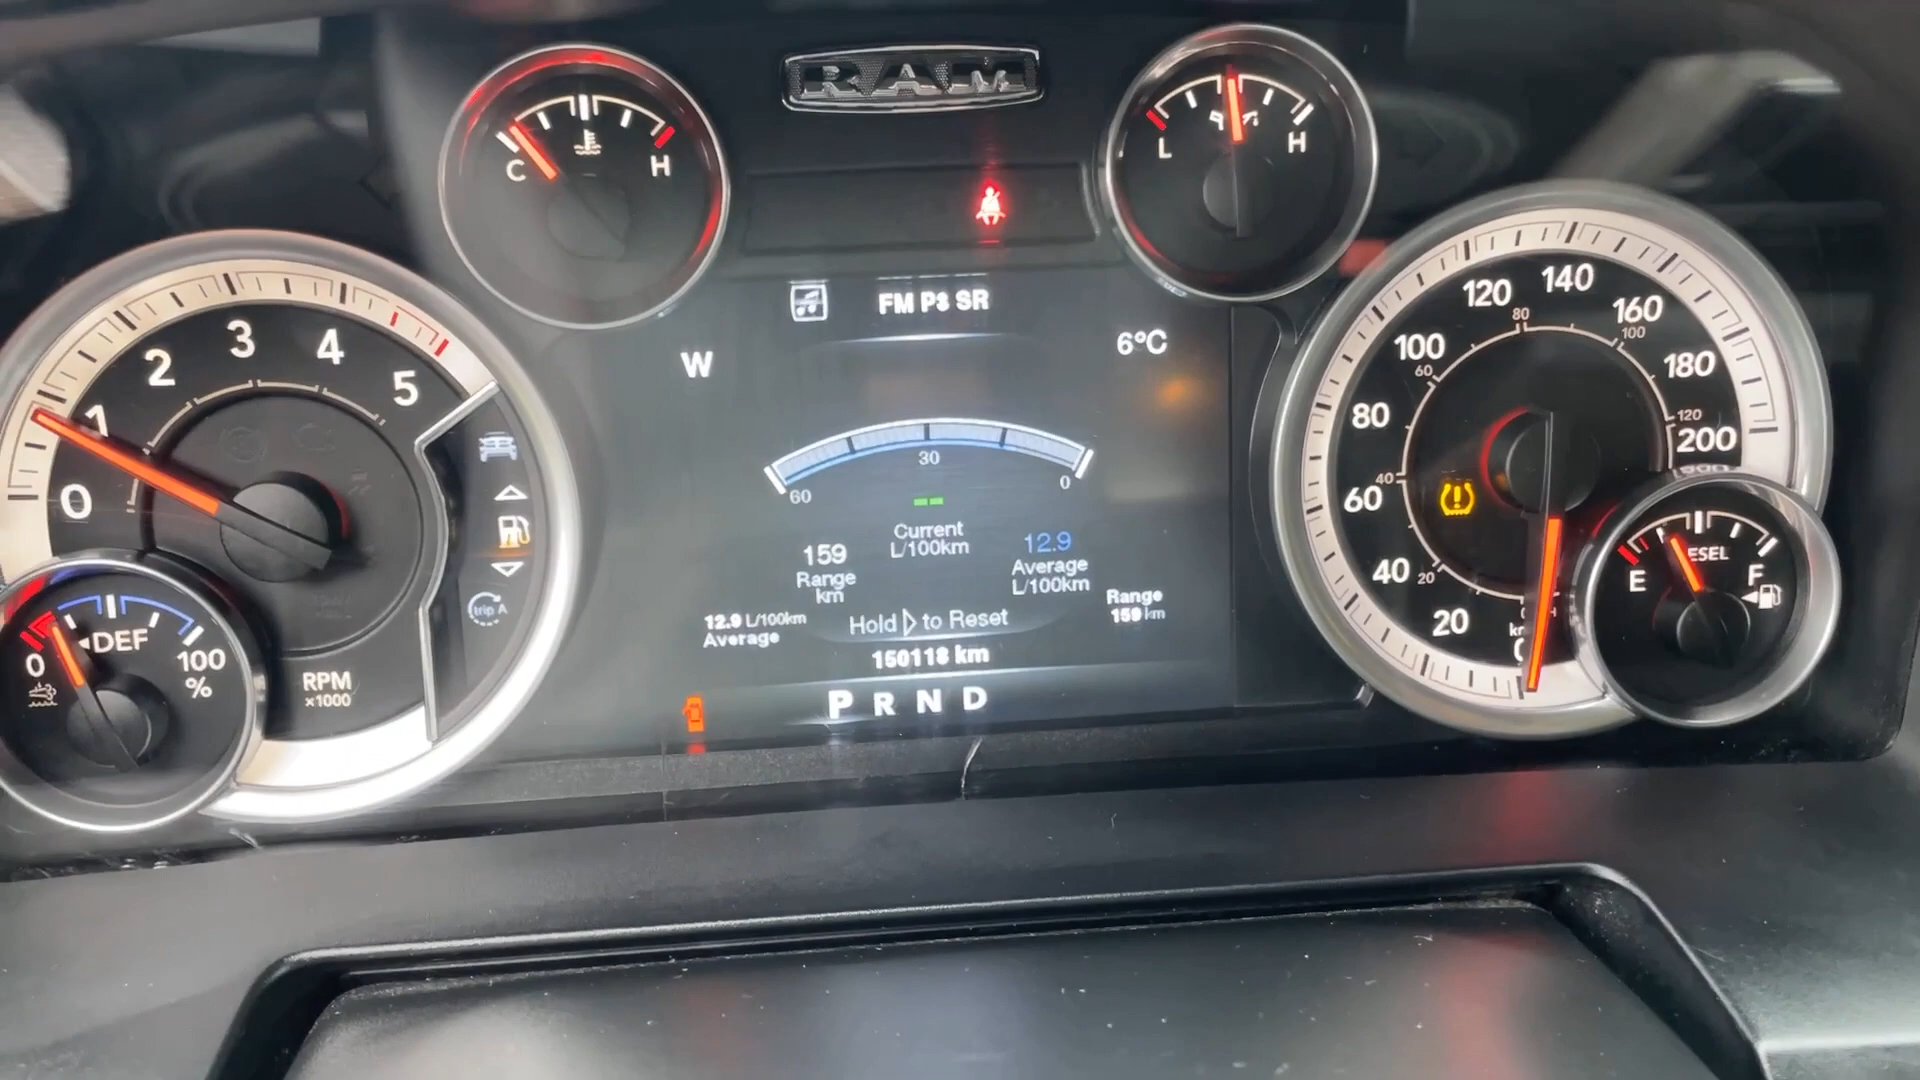 RAM
C H
L H
FM P3 SR
W
6°C
0 1 2 3 4 5
RPM
x1000
trip A
60 30 0
Current
L/100km
159
Range
km
12.9
Average
L/100km
12.9 L/100km
Average
Hold ▷ to Reset
Range
159 km
150118 km
P R N D
0 DEF 100
%
20 40 60 80 100 120 140 160 180 200
20 40 60 80 100 120
E F